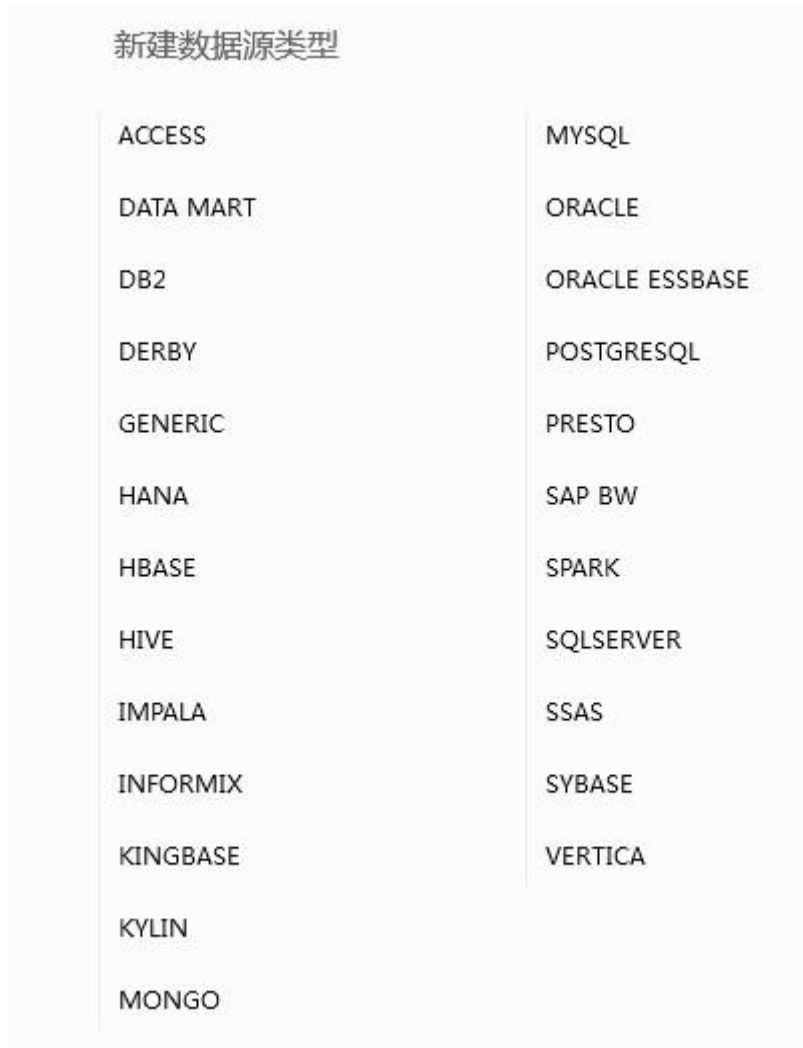 新建数据源类型
ACCESS
DATA MART
DB2
DERBY
GENERIC
HANA
HBASE
HIVE
IMPALA
INFORMIX
KINGBASE
KYLIN
MONGO
MYSQL
ORACLE
ORACLE ESSBASE
POSTGRESQL
PRESTO
SAP BW
SPARK
SQLSERVER
SSAS
SYBASE
VERTICA